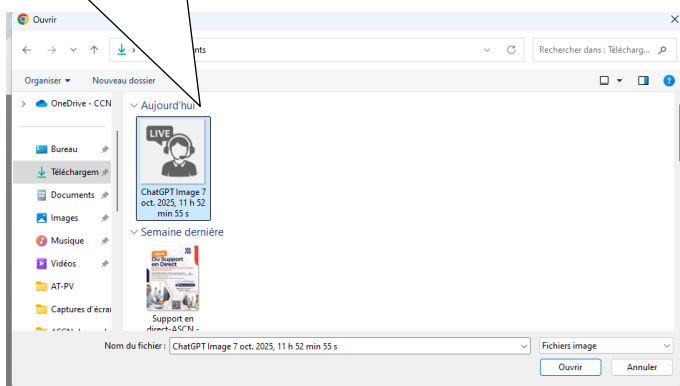 Ouvrir
nts
Rechercher dans : Télécharg...
Organiser
Nouveau dossier
OneDrive - CCN
Bureau
Téléchargem
Documents
Images
Musique
Vidéos
AT-PV
Captures d'écran
Aujourd'hui
LIVE
ChatGPT Image 7
oct. 2025, 11 h 52
min 55 s
Semaine dernière
Du Support
en Direct
Support en
direct-ASCN -
Nom du fichier :
ChatGPT Image 7 oct. 2025, 11 h 52 min 55 s
Fichiers image
Ouvrir
Annuler